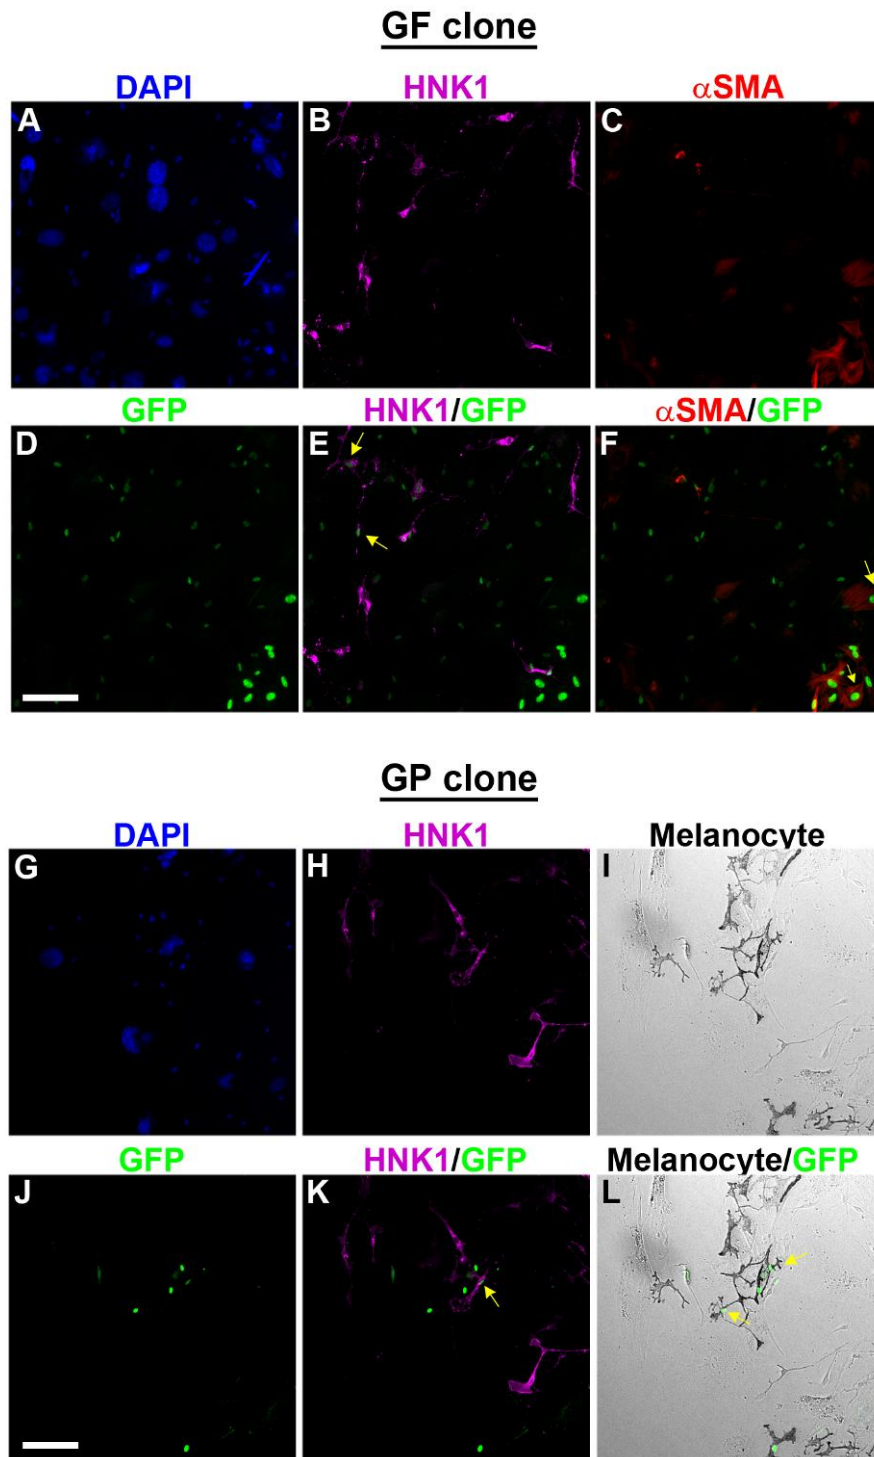 GF clone
DAPI HNK1 αSMA
A B C
GFP HNK1/GFP αSMA/GFP
D E F
GP clone
DAPI HNK1 Melanocyte
G H I
GFP HNK1/GFP Melanocyte/GFP
J K L